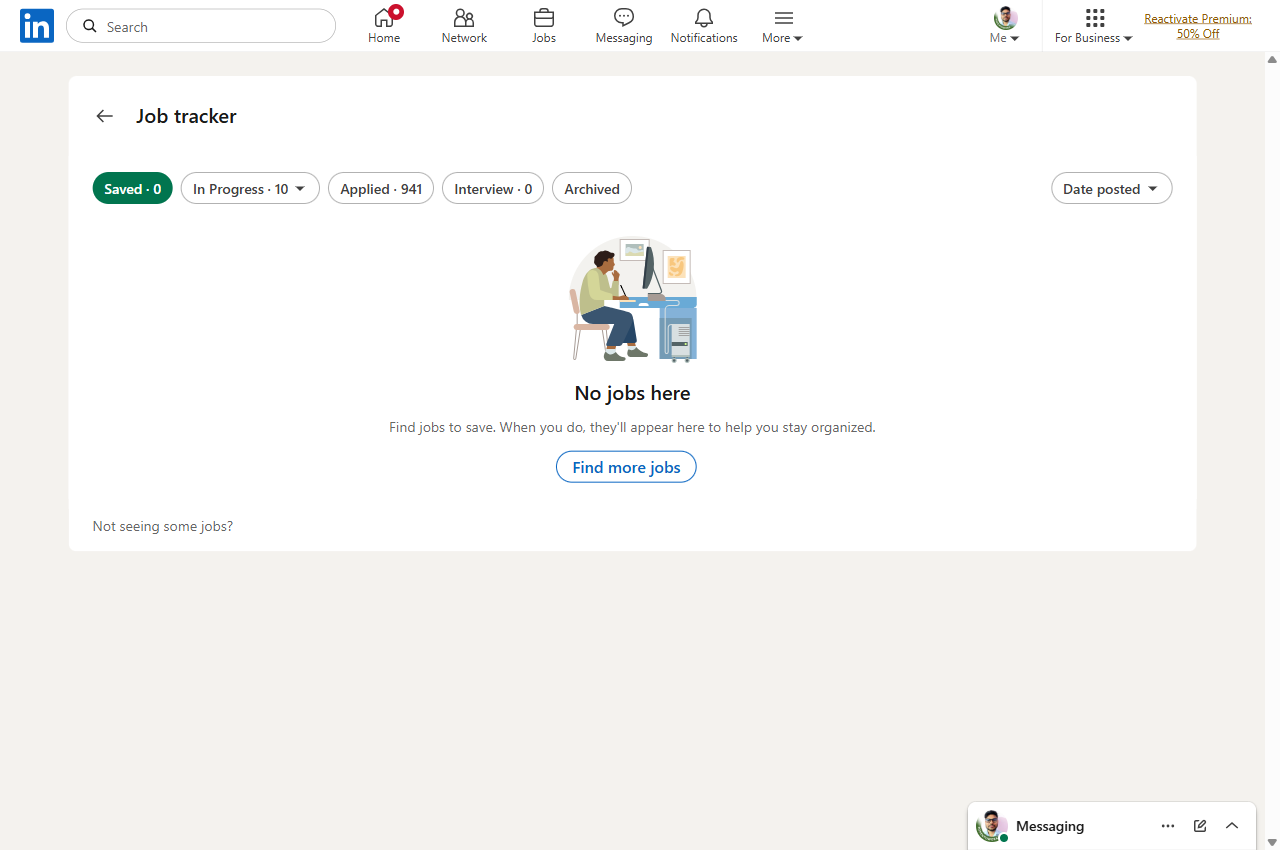 in
Search
Home
Network
Jobs
Messaging
Notifications
More
Me
For Business
Reactivate Premium:
50% Off
Job tracker
Saved · 0
In Progress · 10
Applied · 941
Interview · 0
Archived
Date posted
No jobs here
Find jobs to save. When you do, they'll appear here to help you stay organized.
Find more jobs
Not seeing some jobs?
Messaging